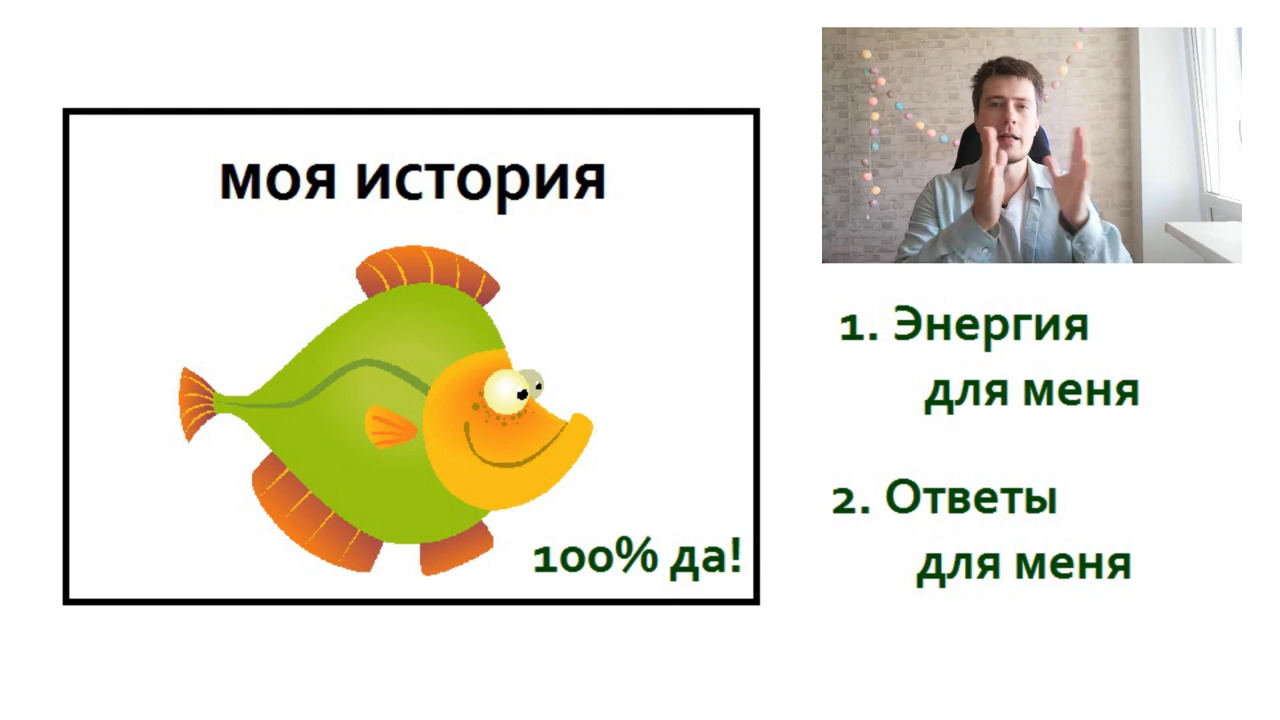 моя история
100% да!
1. Энергия
для меня
2. Ответы
для меня